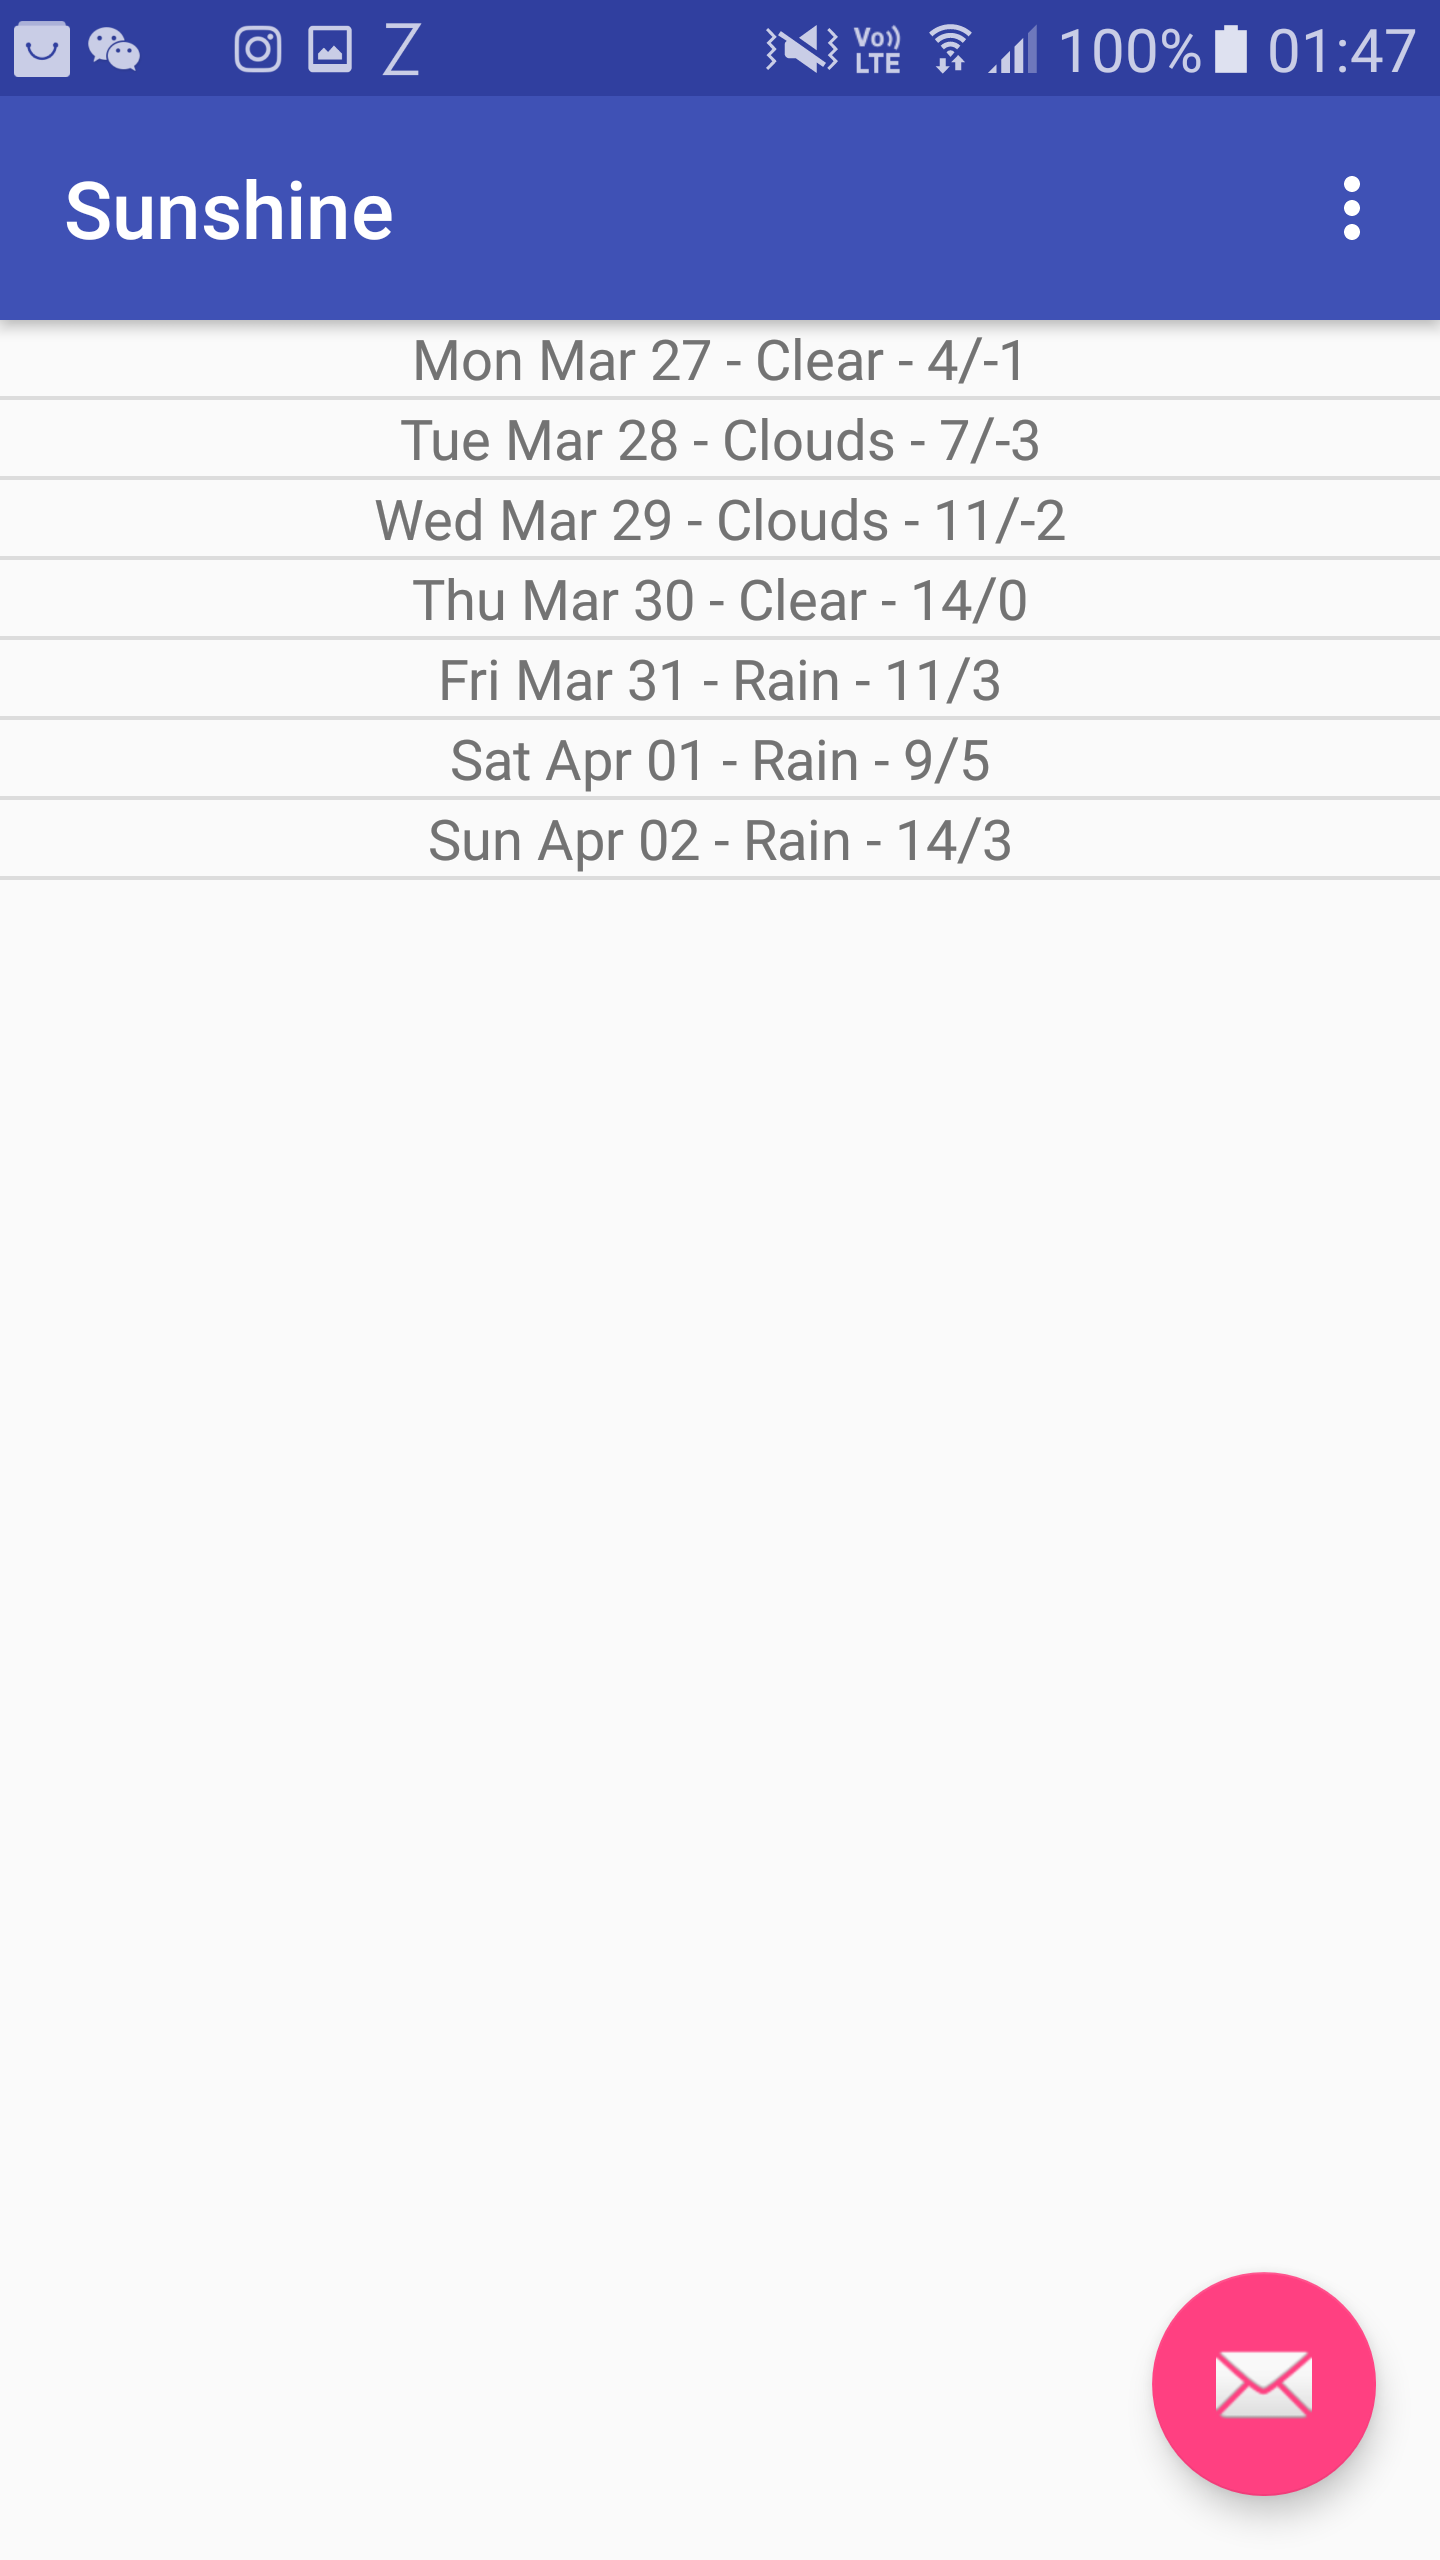 Vo)) LTE 100% 01:47
Sunshine
Mon Mar 27 - Clear - 4/-1
Tue Mar 28 - Clouds - 7/-3
Wed Mar 29 - Clouds - 11/-2
Thu Mar 30 - Clear - 14/0
Fri Mar 31 - Rain - 11/3
Sat Apr 01 - Rain - 9/5
Sun Apr 02 - Rain - 14/3